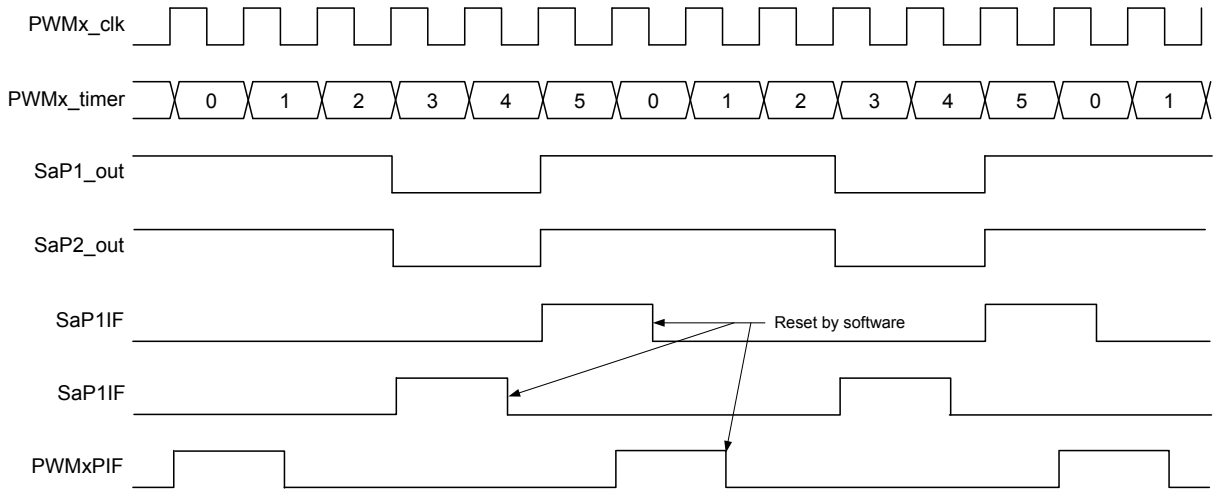 PWMx_clk
PWMx_timer 0 1 2 3 4 5 0 1 2 3 4 5 0 1
SaP1_out
SaP2_out
SaP1IF Reset by software
SaP1IF
PWMxPIF